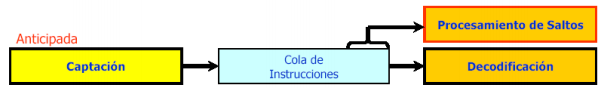 Procesamiento de Saltos
Anticipada
Captación
Cola de
Instrucciones
Decodificación